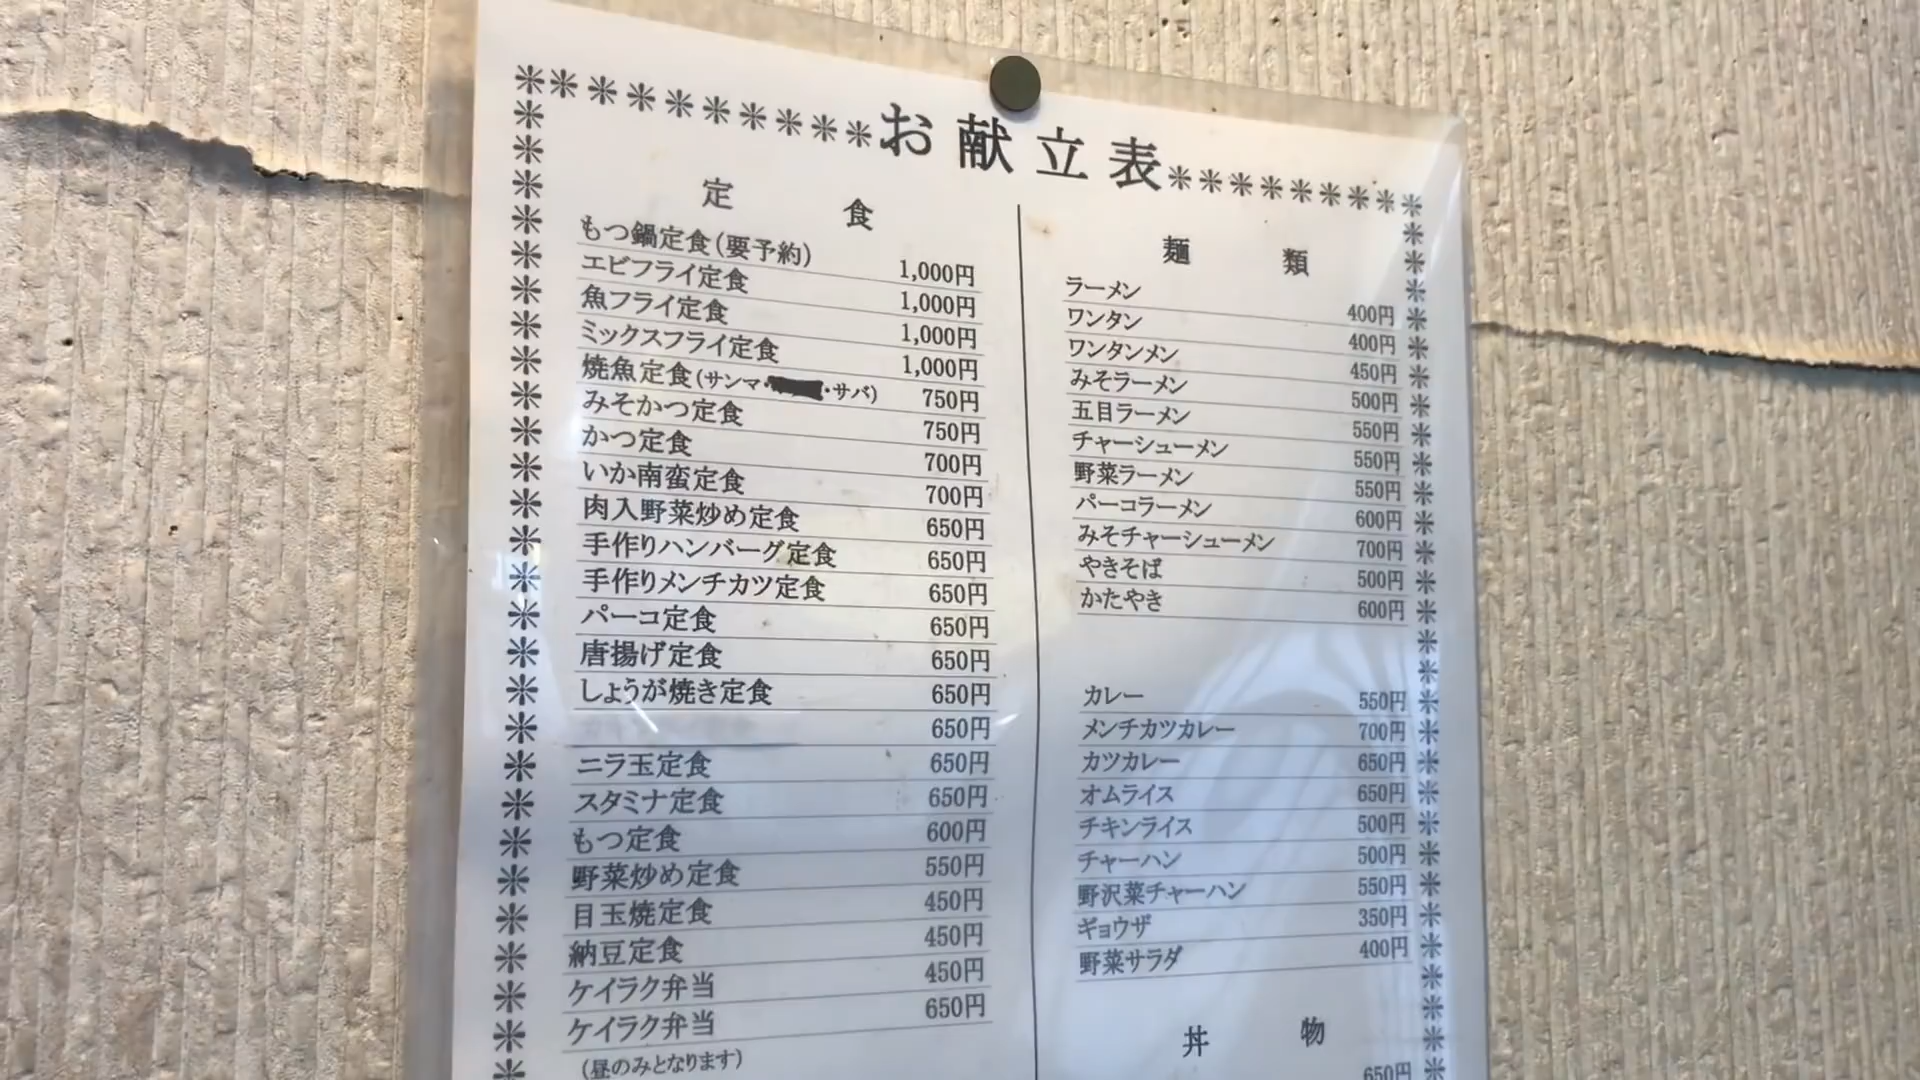 お献立表
定食
もつ鍋定食(要予約) 1,000円
エビフライ定食 1,000円
魚フライ定食 1,000円
ミックスフライ定食 1,000円
焼魚定食(サンマ・・サバ) 750円
みそかつ定食 750円
かつ定食 700円
いか南蛮定食 700円
肉入野菜炒め定食 650円
手作りハンバーグ定食 650円
手作りメンチカツ定食 650円
パーコ定食 650円
唐揚げ定食 650円
しょうが焼き定食 650円
650円
ニラ玉定食 650円
スタミナ定食 650円
もつ定食 600円
野菜炒め定食 550円
目玉焼定食 450円
納豆定食 450円
ケイラク弁当 450円
ケイラク弁当 650円
(昼のみとなります)
麺類
ラーメン 400円
ワンタン 400円
ワンタンメン 450円
みそラーメン 500円
五目ラーメン 550円
チャーシューメン 550円
野菜ラーメン 550円
パーコラーメン 600円
みそチャーシューメン 700円
やきそば 500円
かたやき 600円
カレー 550円
メンチカツカレー 700円
カツカレー 650円
オムライス 650円
チキンライス 500円
チャーハン 500円
野沢菜チャーハン 550円
ギョウザ 350円
野菜サラダ 400円
丼物
650円